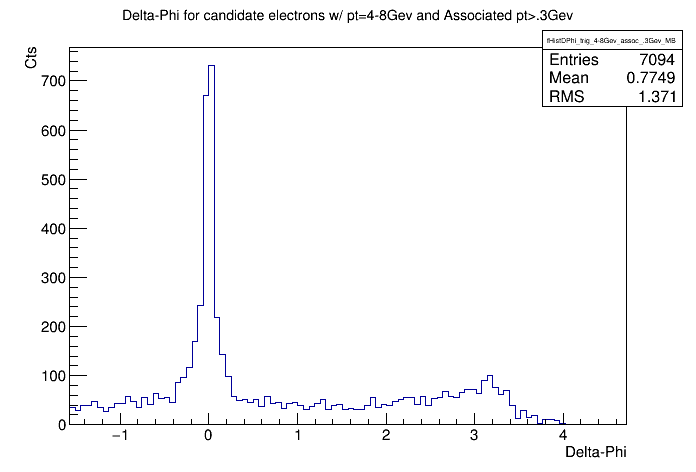 Delta-Phi for candidate electrons w/ pt=4-8Gev and Associated pt>.3Gev
fHistDPhi_trig_4-8Gev_assoc_.3Gev_MB
Entries 7094
Mean 0.7749
RMS 1.371
Cts
700
600
500
400
300
200
100
0
−1 0 1 2 3 4
Delta-Phi